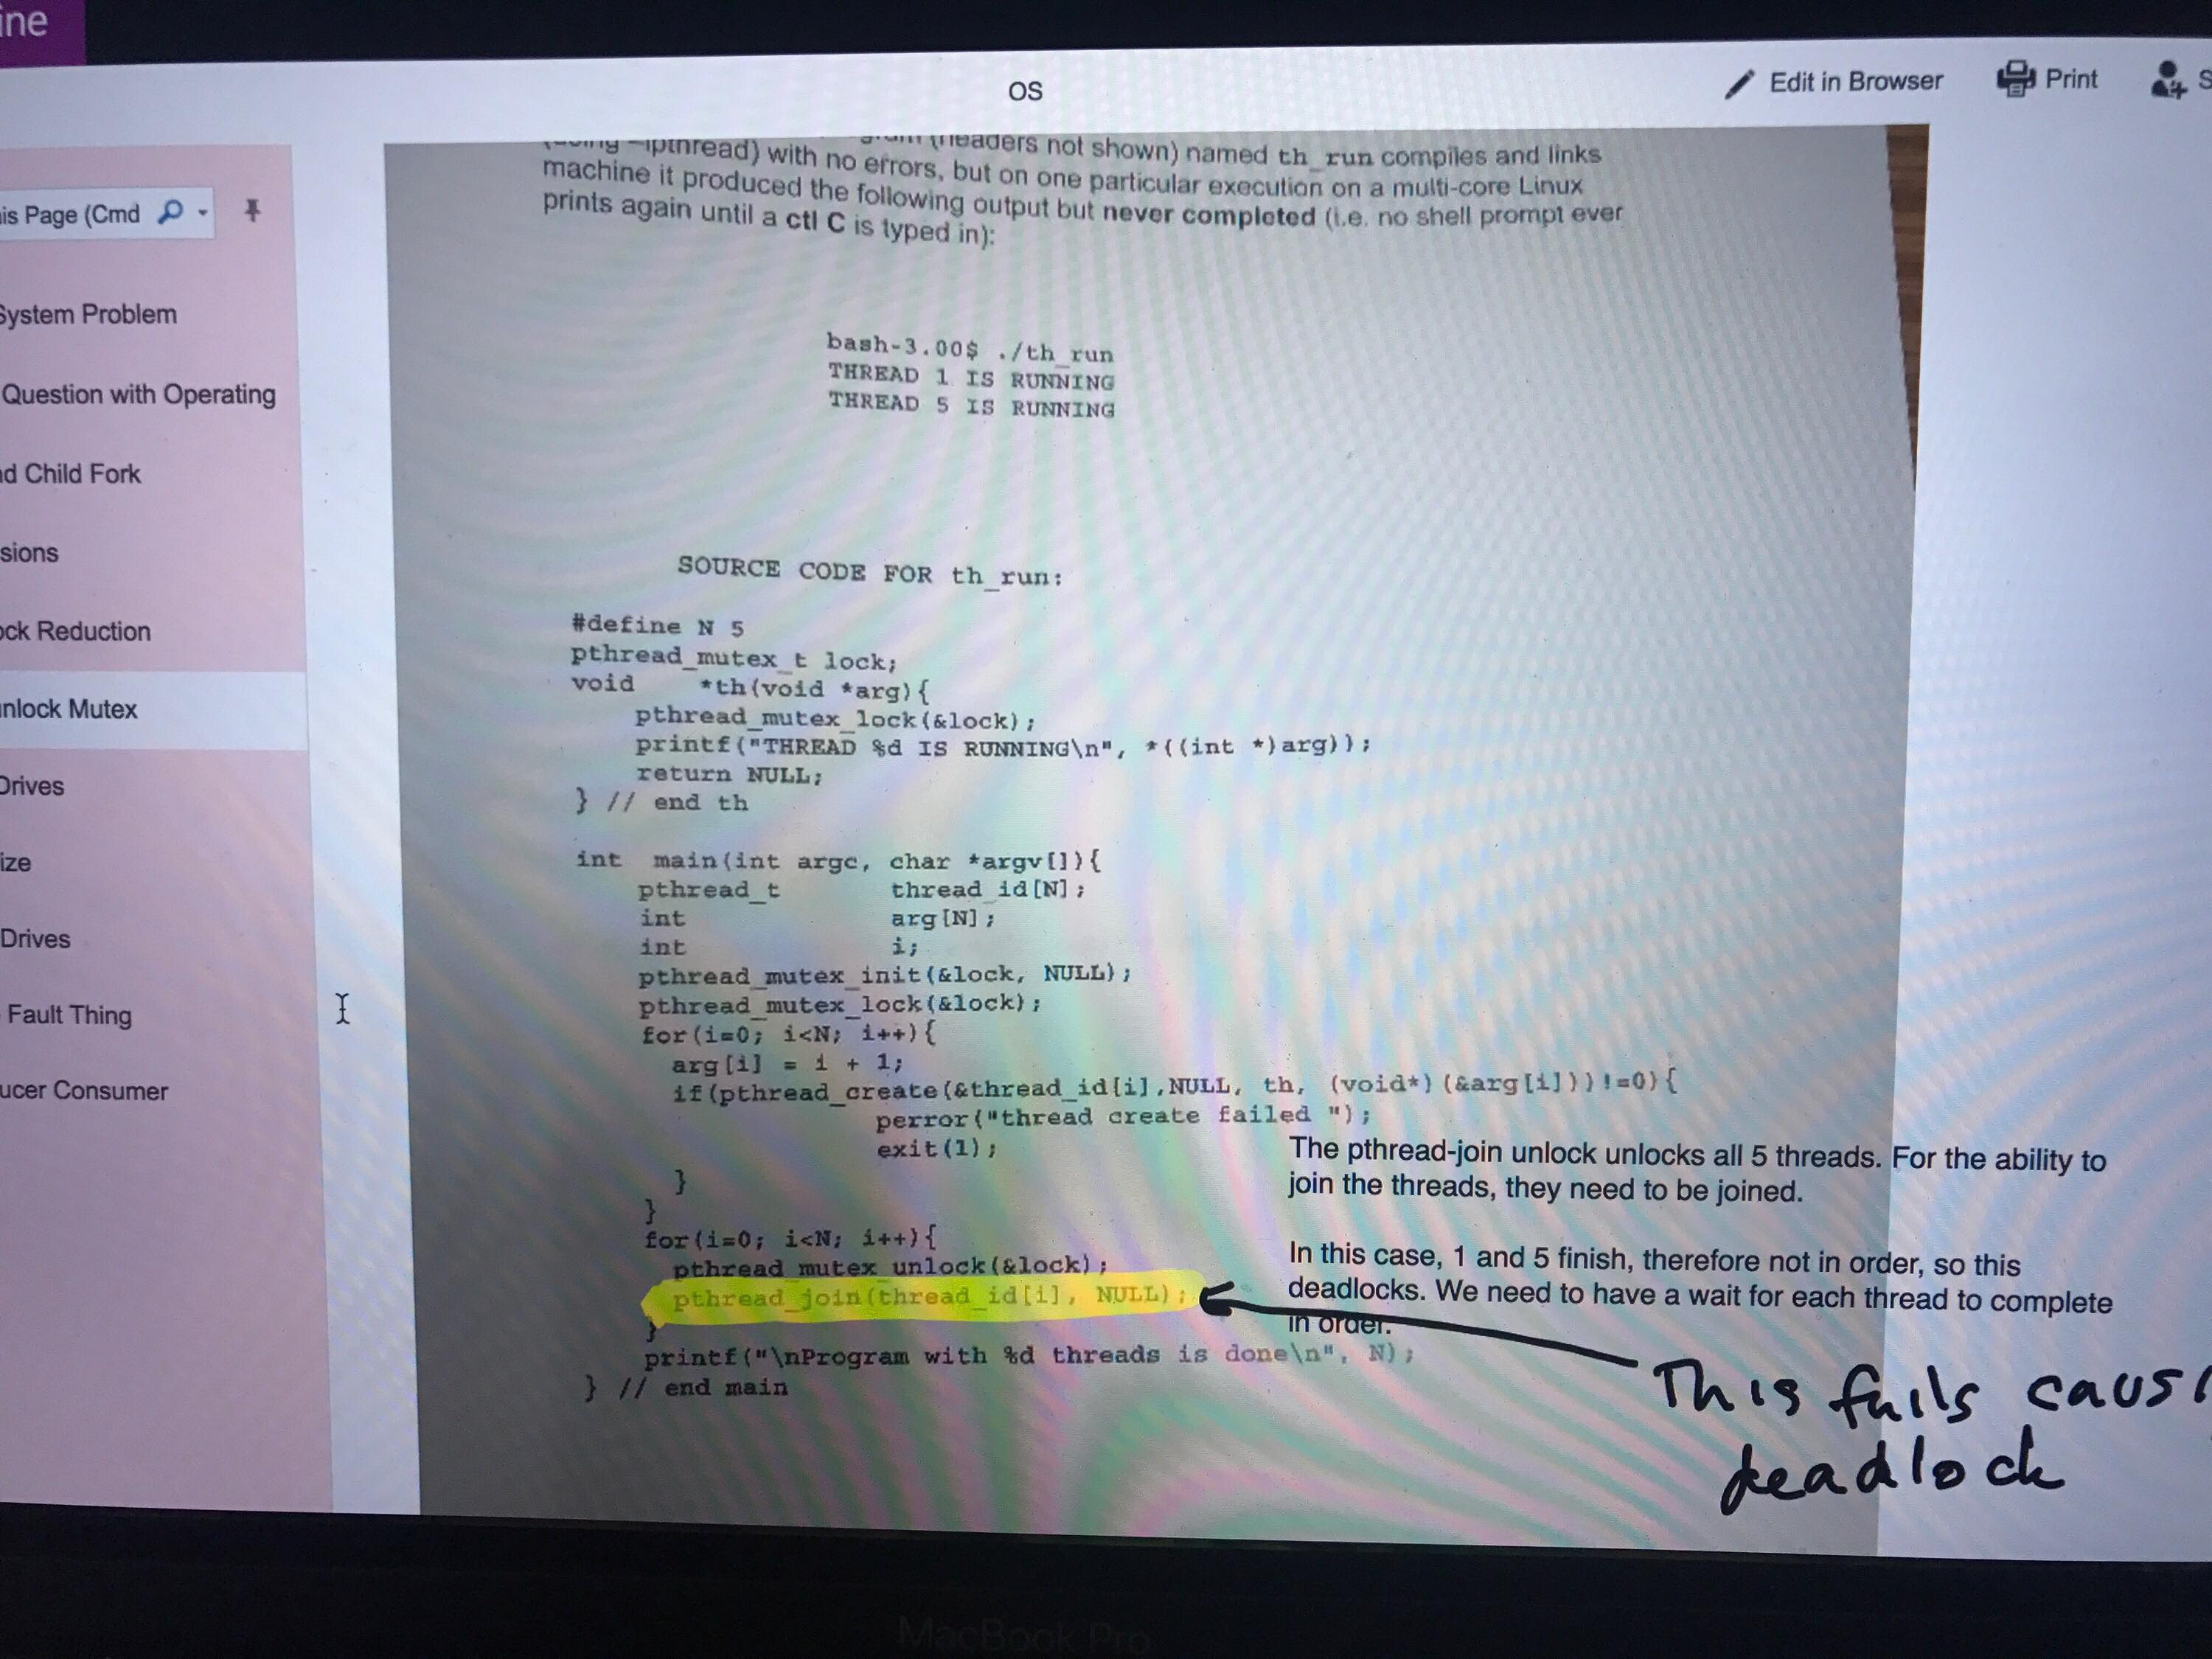 ine
OS
Edit in Browser
Print
S
is Page (Cmd
System Problem
Question with Operating
nd Child Fork
sions
ock Reduction
nlock Mutex
Drives
ize
Drives
Fault Thing
ucer Consumer
(headers not shown) named th_run compiles and links
lpthread) with no errors, but on one particular execution on a multi-core Linux
machine it produced the following output but never completed (i.e. no shell prompt ever
prints again until a ctl C is typed in):
bash-3.00$ ./th_run
THREAD 1 IS RUNNING
THREAD 5 IS RUNNING
SOURCE CODE FOR th_run:
#define N 5
pthread_mutex_t lock;
void *th(void *arg){
pthread_mutex_lock(&lock);
printf("THREAD %d IS RUNNING\n", *((int *)arg));
return NULL;
} // end th
int main(int argc, char *argv[]){
pthread_t thread_id[N];
int arg[N];
int i;
pthread_mutex_init(&lock, NULL);
pthread_mutex_lock(&lock);
for(i=0; i<N; i++){
arg[i] = i + 1;
if(pthread_create(&thread_id[i],NULL, th, (void*)(&arg[i]))!=0){
perror("thread create failed ");
exit(1);
}
}
for(i=0; i<N; i++){
pthread_mutex_unlock(&lock);
pthread_join(thread_id[i], NULL);
}
printf("\nProgram with %d threads is done\n", N);
} // end main
The pthread-join unlock unlocks all 5 threads. For the ability to
join the threads, they need to be joined.
In this case, 1 and 5 finish, therefore not in order, so this
deadlocks. We need to have a wait for each thread to complete
in order.
This fails caus
deadlock
MacBook Pro